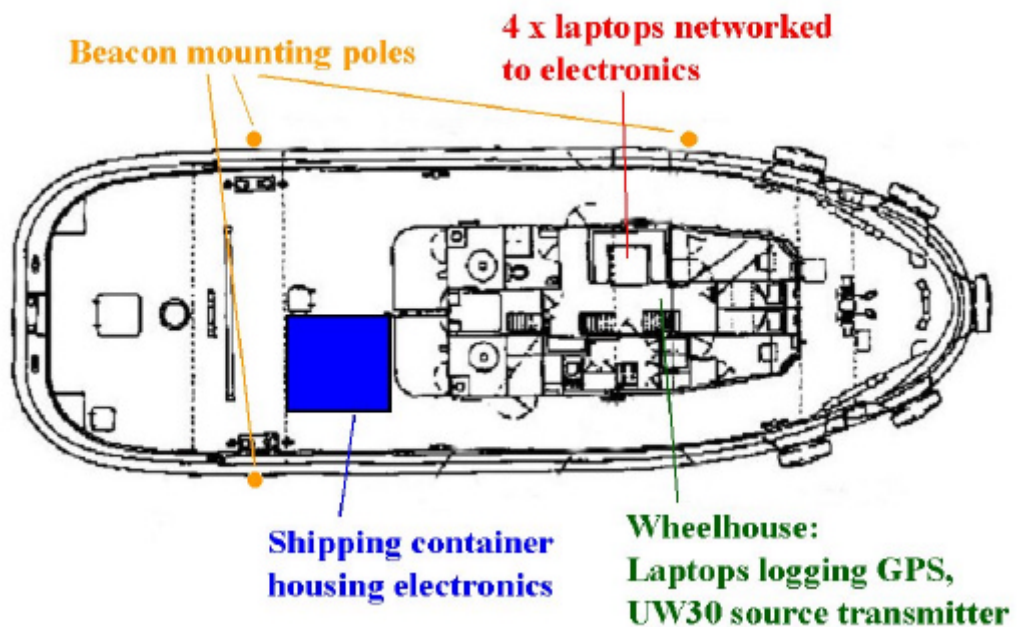 Beacon mounting poles
4 x laptops networked
to electronics
Shipping container
housing electronics
Wheelhouse:
Laptops logging GPS,
UW30 source transmitter